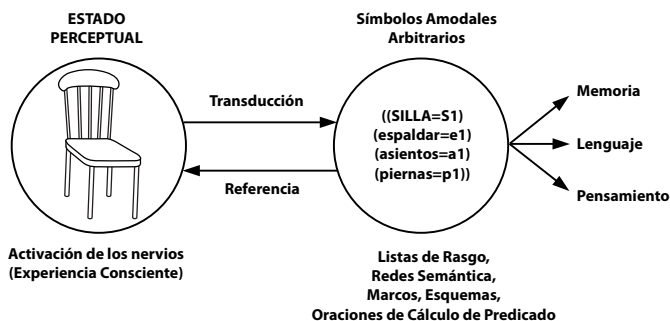 ESTADO
PERCEPTUAL
Símbolos Amodales
Arbitrarios
Transducción
Referencia
((SILLA=S1)
(espaldar=e1)
(asientos=a1)
(piernas=p1))
Memoria
Lenguaje
Pensamiento
Activación de los nervios
(Experiencia Consciente)
Listas de Rasgo,
Redes Semántica,
Marcos, Esquemas,
Oraciones de Cálculo de Predicado